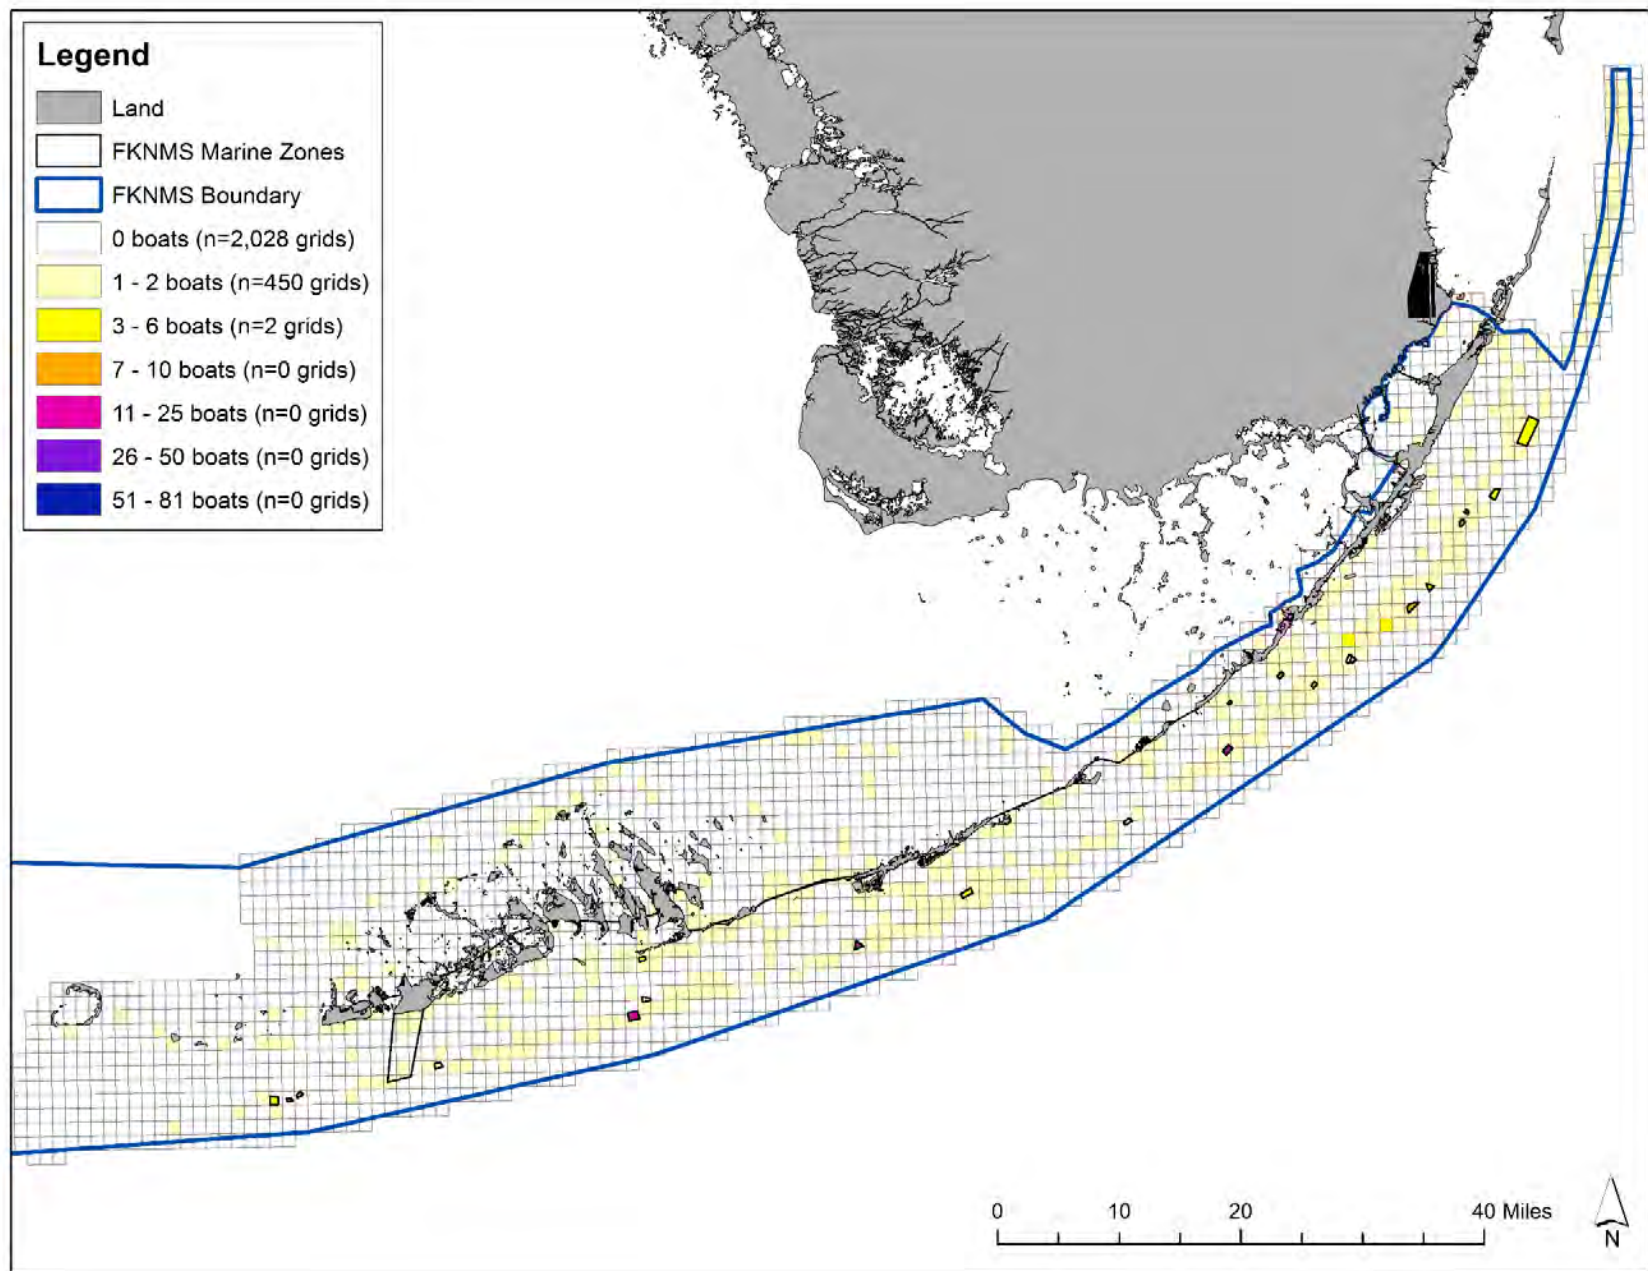 Legend
Land
FKNMS Marine Zones
FKNMS Boundary
0 boats (n=2,028 grids)
1 - 2 boats (n=450 grids)
3 - 6 boats (n=2 grids)
7 - 10 boats (n=0 grids)
11 - 25 boats (n=0 grids)
26 - 50 boats (n=0 grids)
51 - 81 boats (n=0 grids)
0 10 20 40 Miles
N